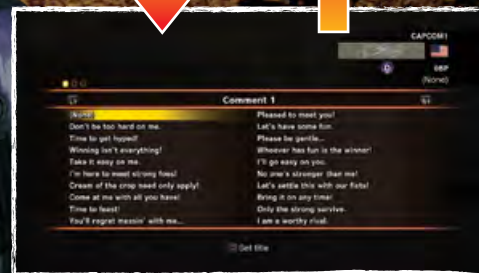 CAPCOM1
0BP
(None)
Comment 1
(None)
Pleased to meet you!
Don't be too hard on me.
Let's have some fun.
Time to get hyped!
Please be gentle...
Winning isn't everything!
Whoever has fun is the winner!
Take it easy on me.
I'll go easy on you.
I'm here to meet strong foes!
No one's stronger than me!
Cream of the crop need only apply!
Let's settle this with our fists!
Come at me with all you have!
Bring it on any time!
Time to feast!
Only the strong survive.
You'll regret messin' with me...
I am a worthy rival.
Set title